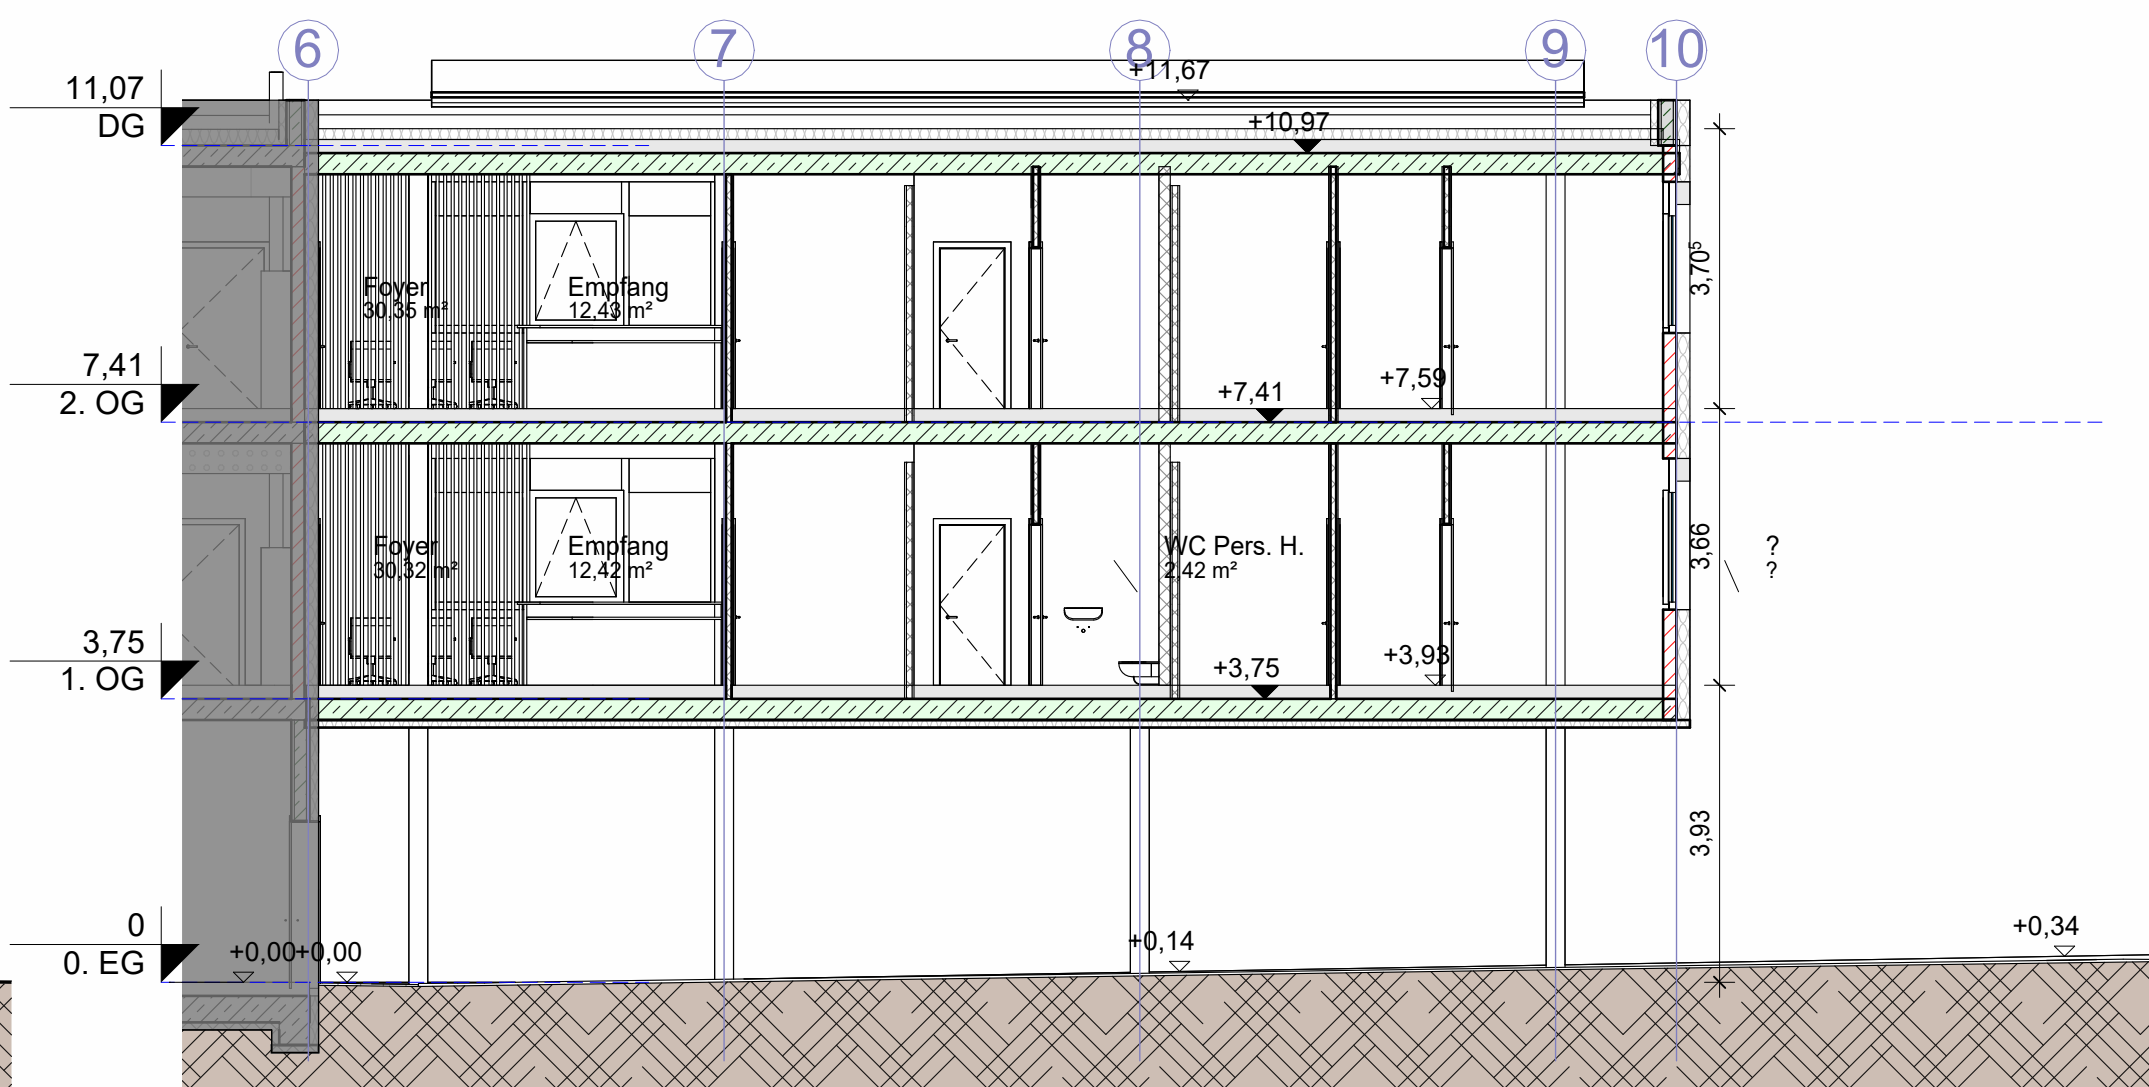 6
7
8
9
10
11,07
DG
+11,67
+10,97
3,70⁵
Foyer
30,35 m²
Empfang
12,43 m²
7,41
2. OG
+7,41
+7,59
Foyer
30,32 m²
Empfang
12,42 m²
WC Pers. H.
2,42 m²
3,66
?
?
3,75
1. OG
+3,75
+3,93
3,93
0
0. EG
+0,00
+0,00
+0,14
+0,34